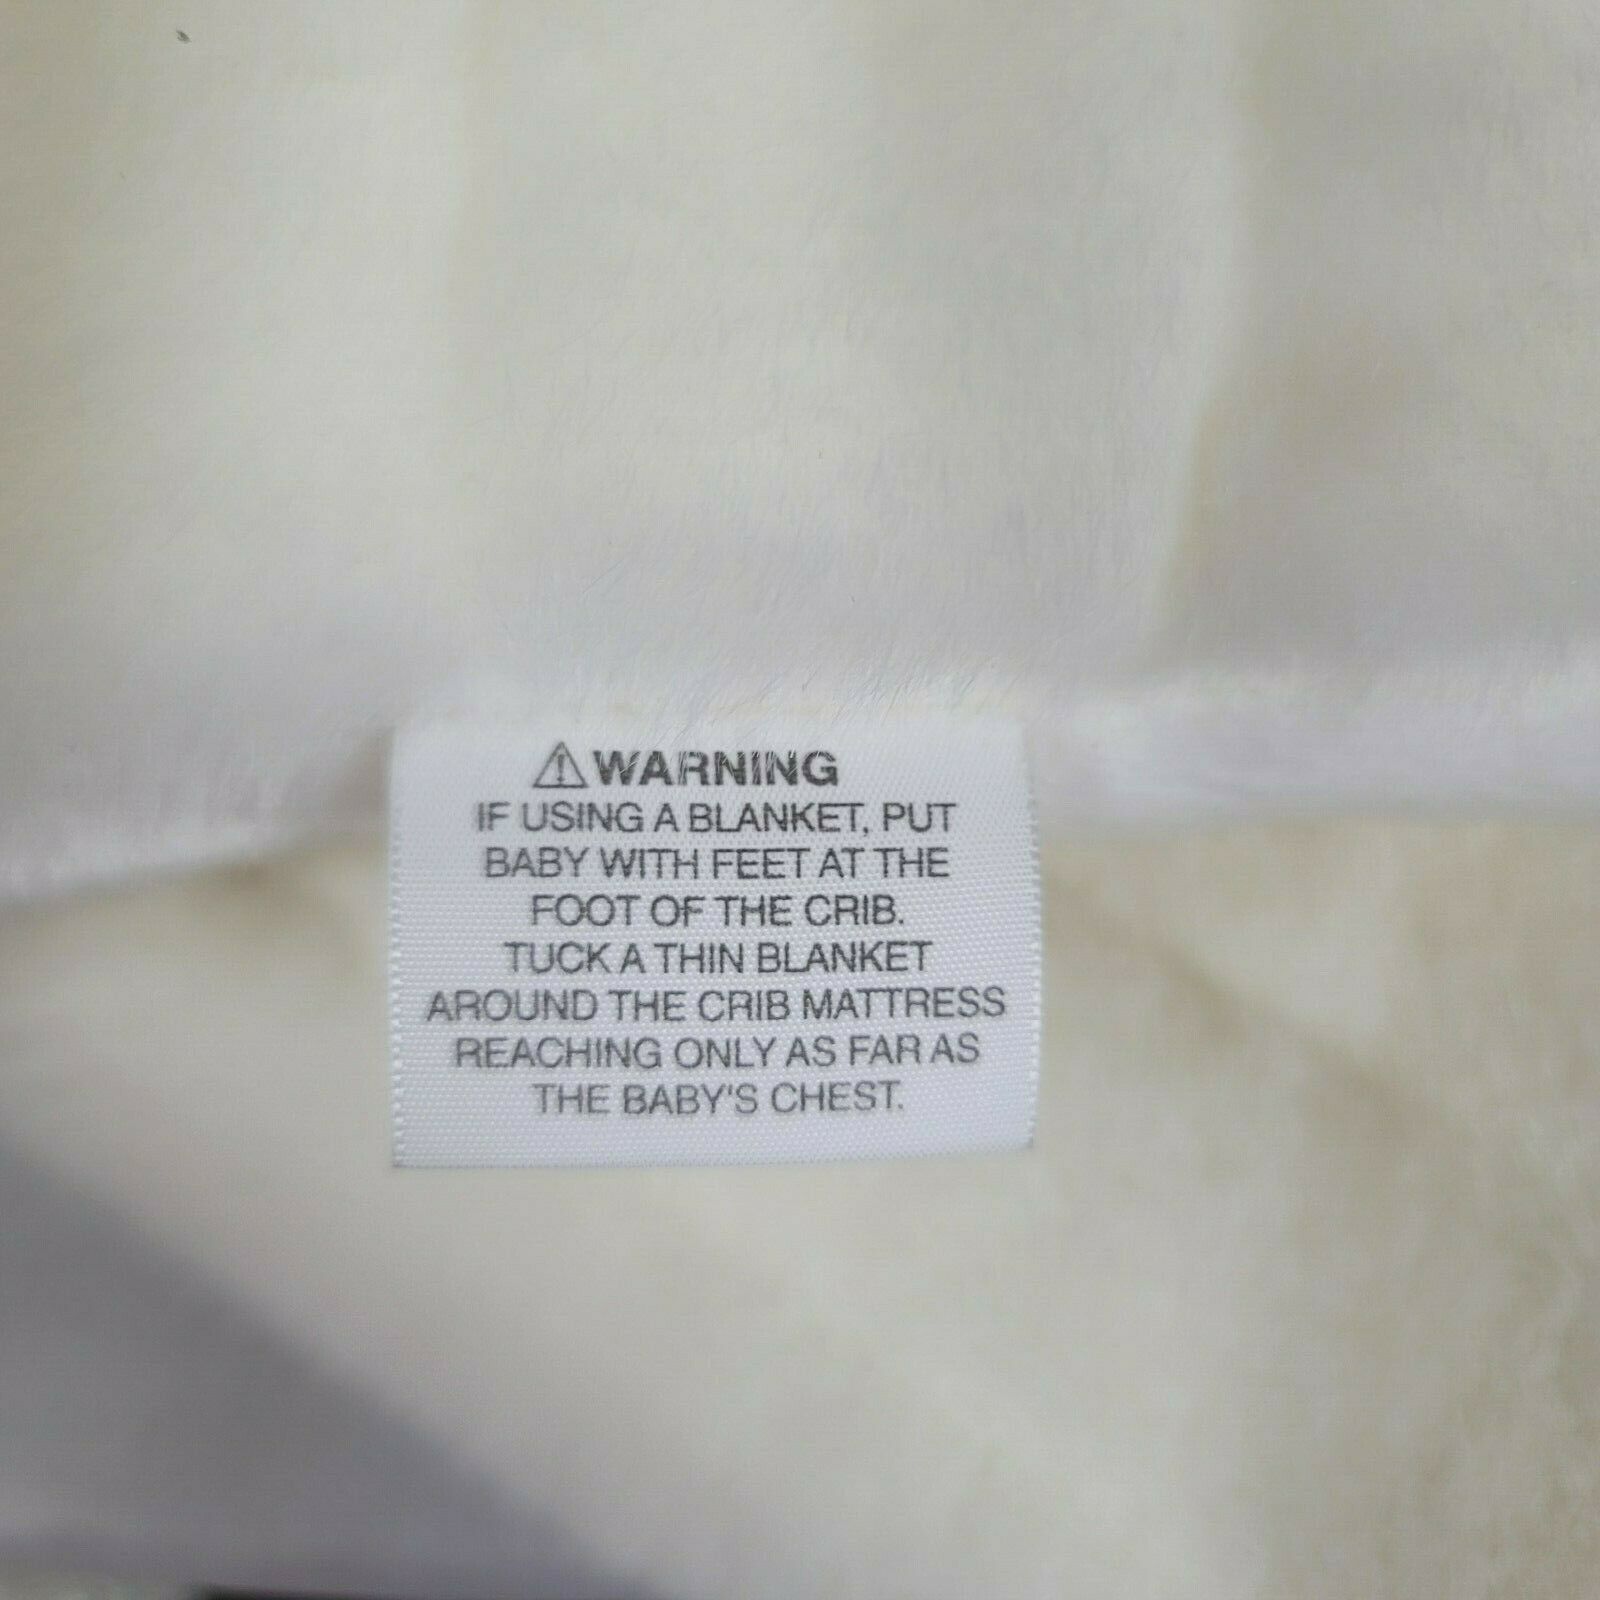 ⚠ WARNING
IF USING A BLANKET, PUT
BABY WITH FEET AT THE
FOOT OF THE CRIB.
TUCK A THIN BLANKET
AROUND THE CRIB MATTRESS
REACHING ONLY AS FAR AS
THE BABY'S CHEST.